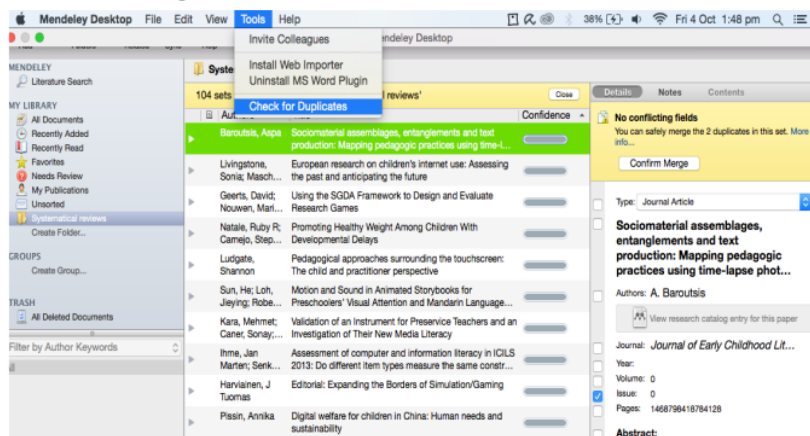 Mendeley Desktop File Edit View Tools Help
38% Fri 4 Oct 1:48 pm
Invite Colleagues
Install Web Importer
Uninstall MS Word Plugin
Check for Duplicates
endeley Desktop
MENDELEY
Literature Search
MY LIBRARY
All Documents
Recently Added
Recently Read
Favorites
Needs Review
My Publications
Unsorted
Systematical reviews
Create Folder...
GROUPS
Create Group...
TRASH
All Deleted Documents
Filter by Author Keywords
All
Syste
104 sets
l reviews'
Close
Confidence
Baroutsis, Aspa
Sociomaterial assemblages, entanglements and text
production: Mapping pedagogic practices using time-l...
Livingstone,
Sonia; Masch...
European research on children's internet use: Assessing
the past and anticipating the future
Geerts, David;
Nouwen, Mari...
Using the SGDA Framework to Design and Evaluate
Research Games
Natale, Ruby R;
Camejo, Step...
Promoting Healthy Weight Among Children With
Developmental Delays
Ludgate,
Shannon
Pedagogical approaches surrounding the touchscreen:
The child and practitioner perspective
Sun, He; Loh,
Jieying; Robe...
Motion and Sound in Animated Storybooks for
Preschoolers' Visual Attention and Mandarin Language...
Kara, Mehmet;
Caner, Sonay;...
Validation of an Instrument for Preservice Teachers and an
Investigation of Their New Media Literacy
Ihme, Jan
Marten; Senk...
Assessment of computer and information literacy in ICILS
2013: Do different item types measure the same constr...
Harviainen, J
Tuomas
Editorial: Expanding the Borders of Simulation/Gaming
Pissin, Annika
Digital welfare for children in China: Human needs and
sustainability
Details Notes Contents
No conflicting fields
You can safely merge the 2 duplicates in this set. More
info...
Confirm Merge
Type: Journal Article
Sociomaterial assemblages,
entanglements and text
production: Mapping pedagogic
practices using time-lapse phot...
Authors: A. Baroutsis
View research catalog entry for this paper
Journal: Journal of Early Childhood Lit...
Year:
Volume: 0
Issue: 0
Pages: 1468798418784128
Abstract: